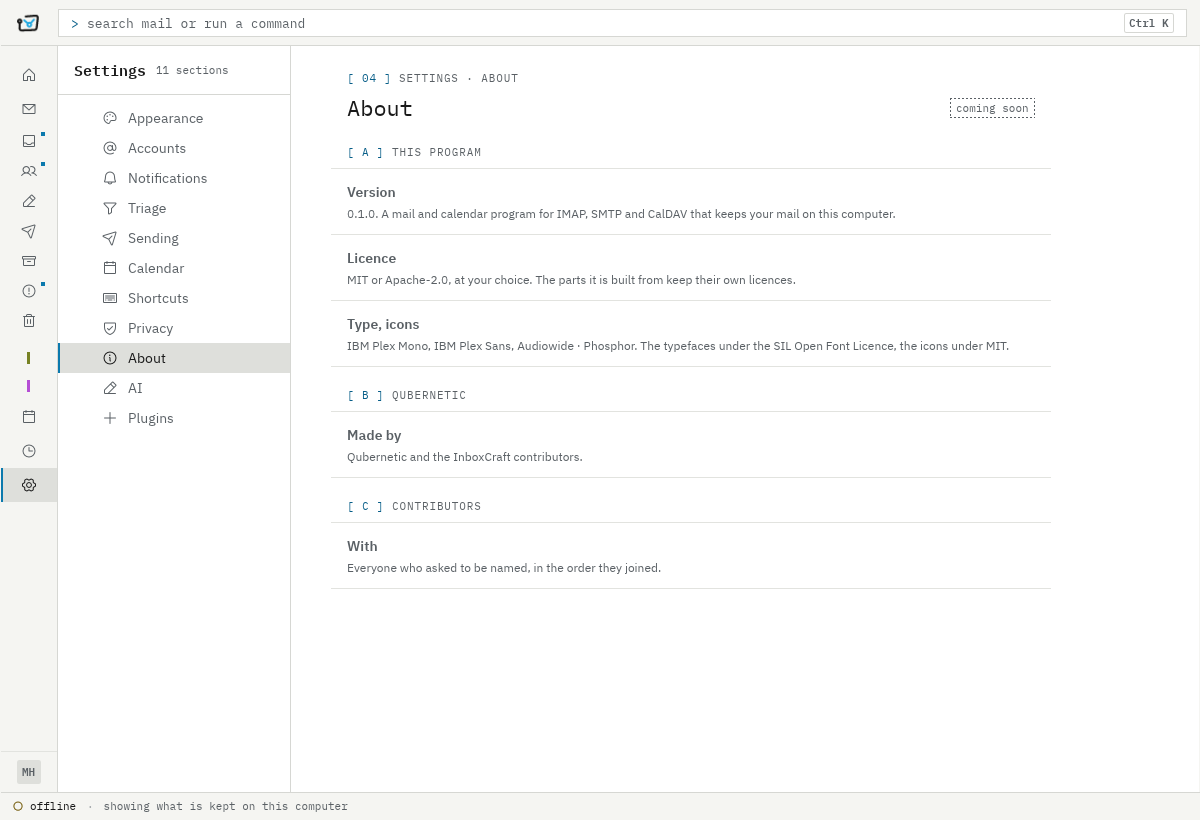 > search mail or run a command
Ctrl K
Settings 11 sections
Appearance
Accounts
Notifications
Triage
Sending
Calendar
Shortcuts
Privacy
About
AI
Plugins
[ 04 ] SETTINGS · ABOUT
About
coming soon
[ A ] THIS PROGRAM
Version
0.1.0. A mail and calendar program for IMAP, SMTP and CalDAV that keeps your mail on this computer.
Licence
MIT or Apache-2.0, at your choice. The parts it is built from keep their own licences.
Type, icons
IBM Plex Mono, IBM Plex Sans, Audiowide · Phosphor. The typefaces under the SIL Open Font Licence, the icons under MIT.
[ B ] QUBERNETIC
Made by
Qubernetic and the InboxCraft contributors.
[ C ] CONTRIBUTORS
With
Everyone who asked to be named, in the order they joined.
MH
offline · showing what is kept on this computer